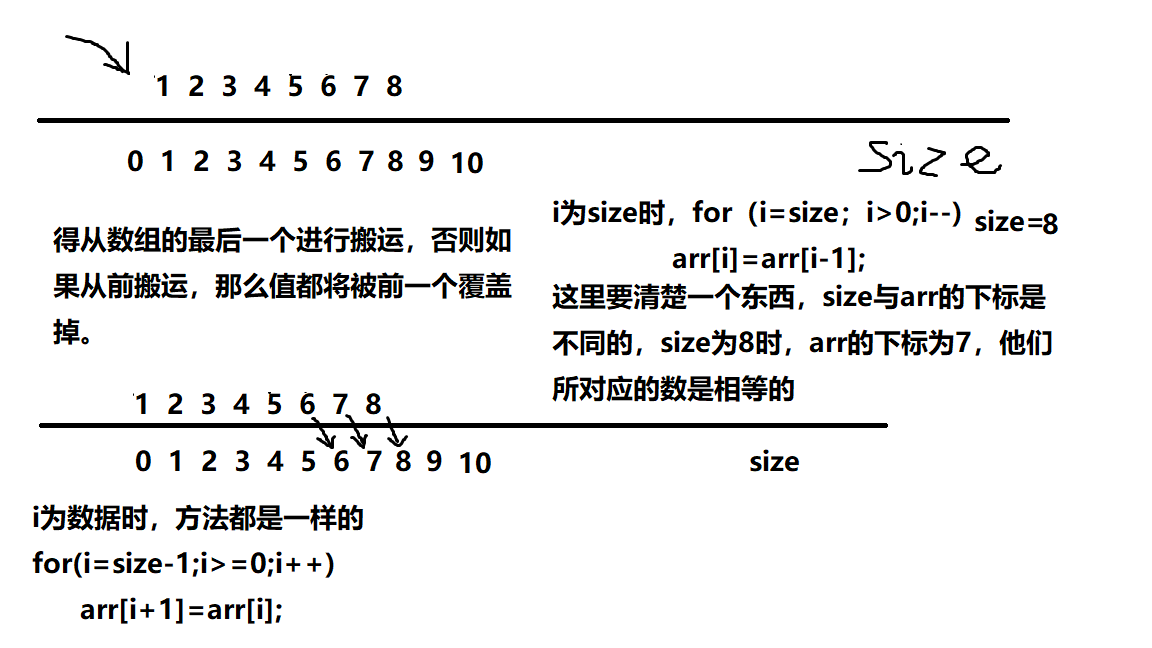 1 2 3 4 5 6 7 8
0 1 2 3 4 5 6 7 8 9 10
size
得从数组的最后一个进行搬运，否则如
果从前搬运，那么值都将被前一个覆盖
掉。
i为size时，for（i=size；i>0;i--）size=8
arr[i]=arr[i-1];
这里要清楚一个东西，size与arr的下标是
不同的，size为8时，arr的下标为7，他们
所对应的数是相等的
1 2 3 4 5 6 7 8
0 1 2 3 4 5 6 7 8 9 10
size
i为数据时，方法都是一样的
for(i=size-1;i>=0;i++)
arr[i+1]=arr[i];